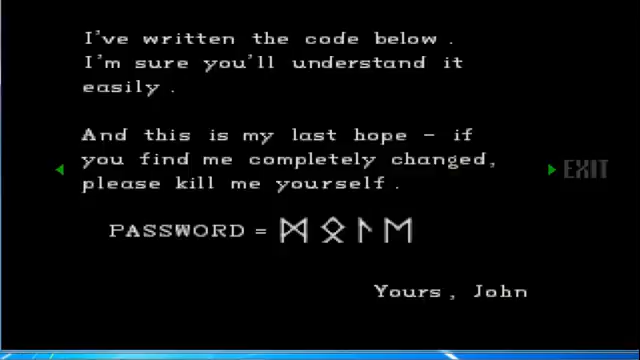 I've written the code below.
I'm sure you'll understand it
easily.
And this is my last hope – if
you find me completely changed,
please kill me yourself.
EXIT
PASSWORD = ᛞ ᛟ ᛚ E
Yours, John